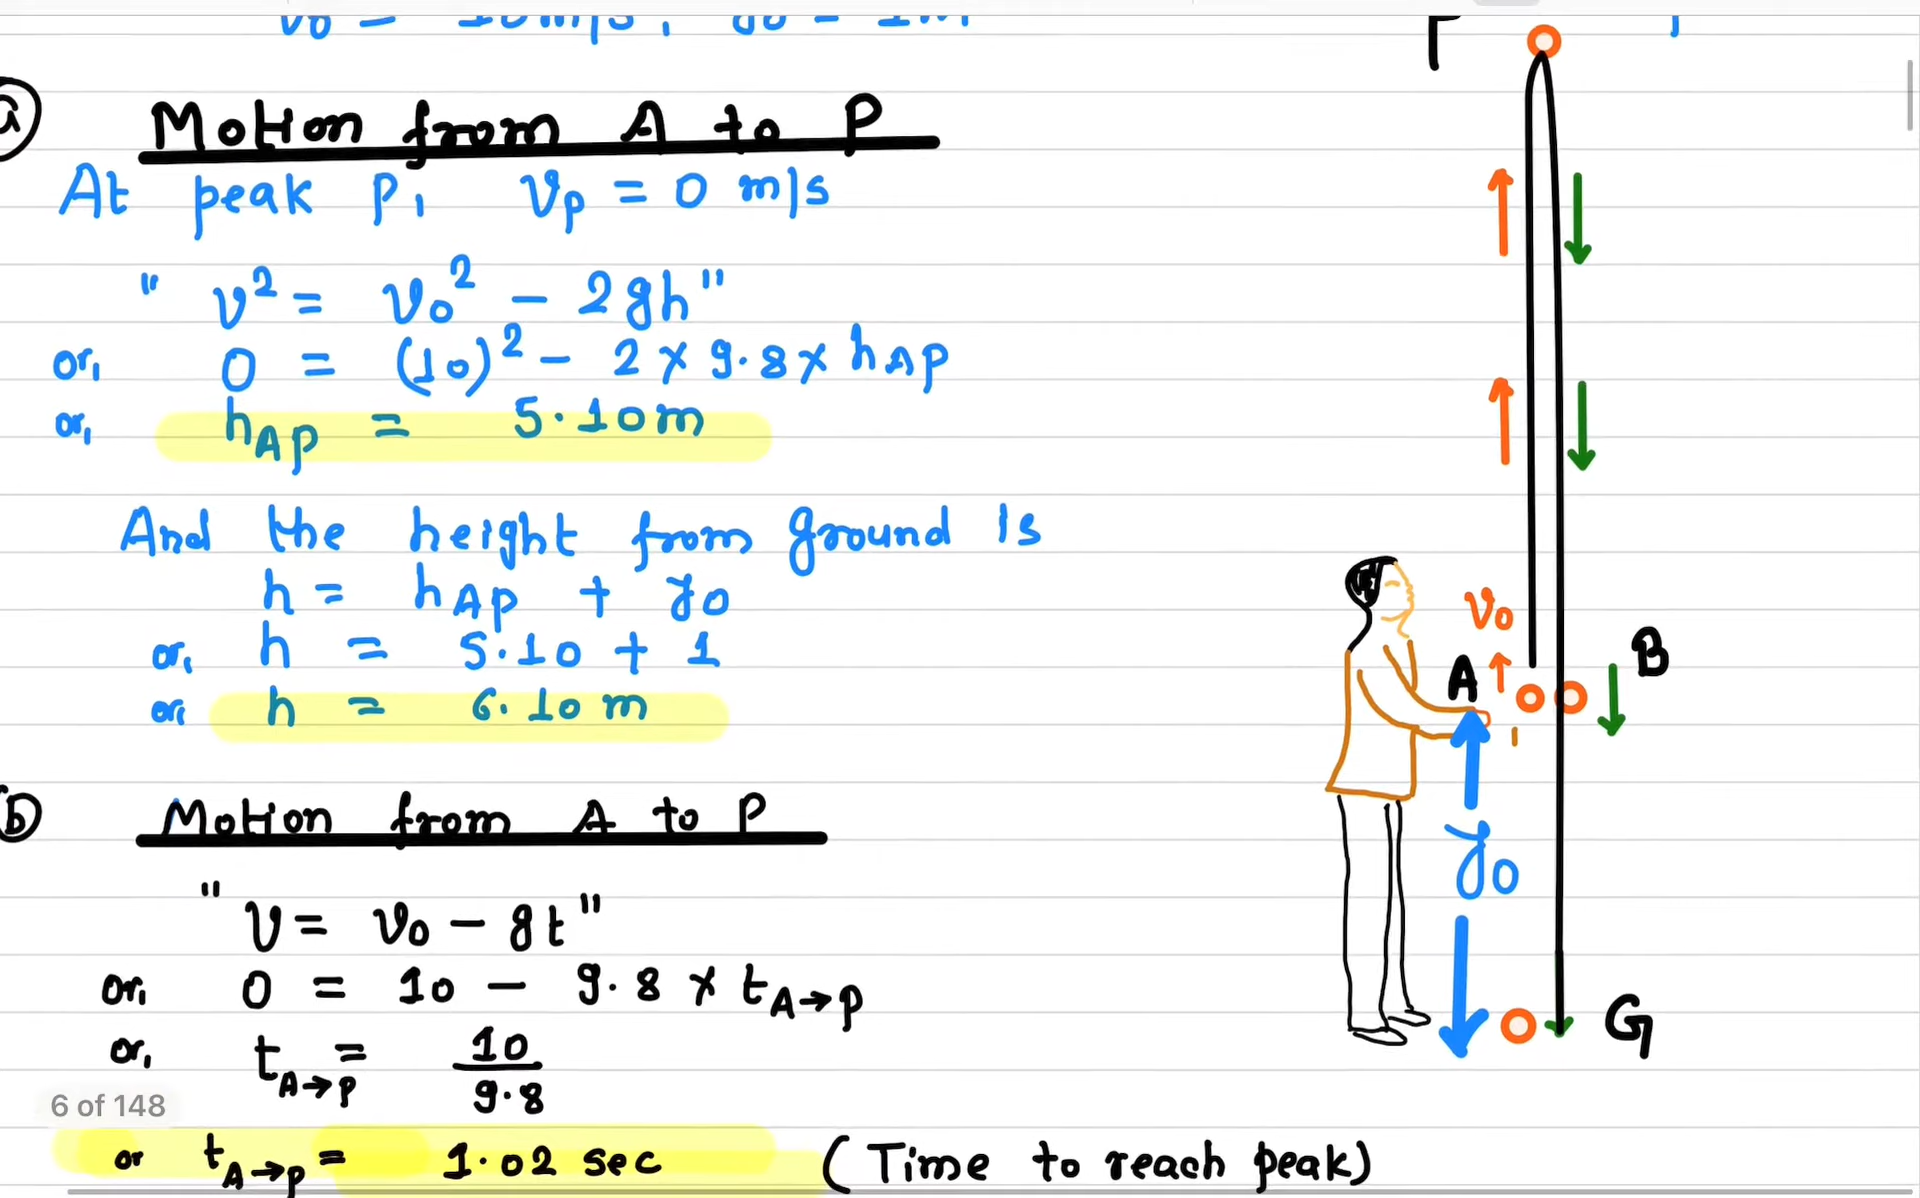 (a) Motion from A to P
At peak P, Vp = 0 m/s
" v² = v₀² - 2gh "
or, 0 = (10)² - 2 × 9.8 × hAP
or, hAP = 5.10m
And the height from ground is
h = hAP + y₀
or, h = 5.10 + 1
or, h = 6.10 m
(b) Motion from A to P
" v = v₀ - gt "
or, 0 = 10 - 9.8 × tA→P
or, tA→P = 10/9.8
6 of 148
or tA→P = 1.02 sec (Time to reach peak)
V₀
A
B
y₀
G